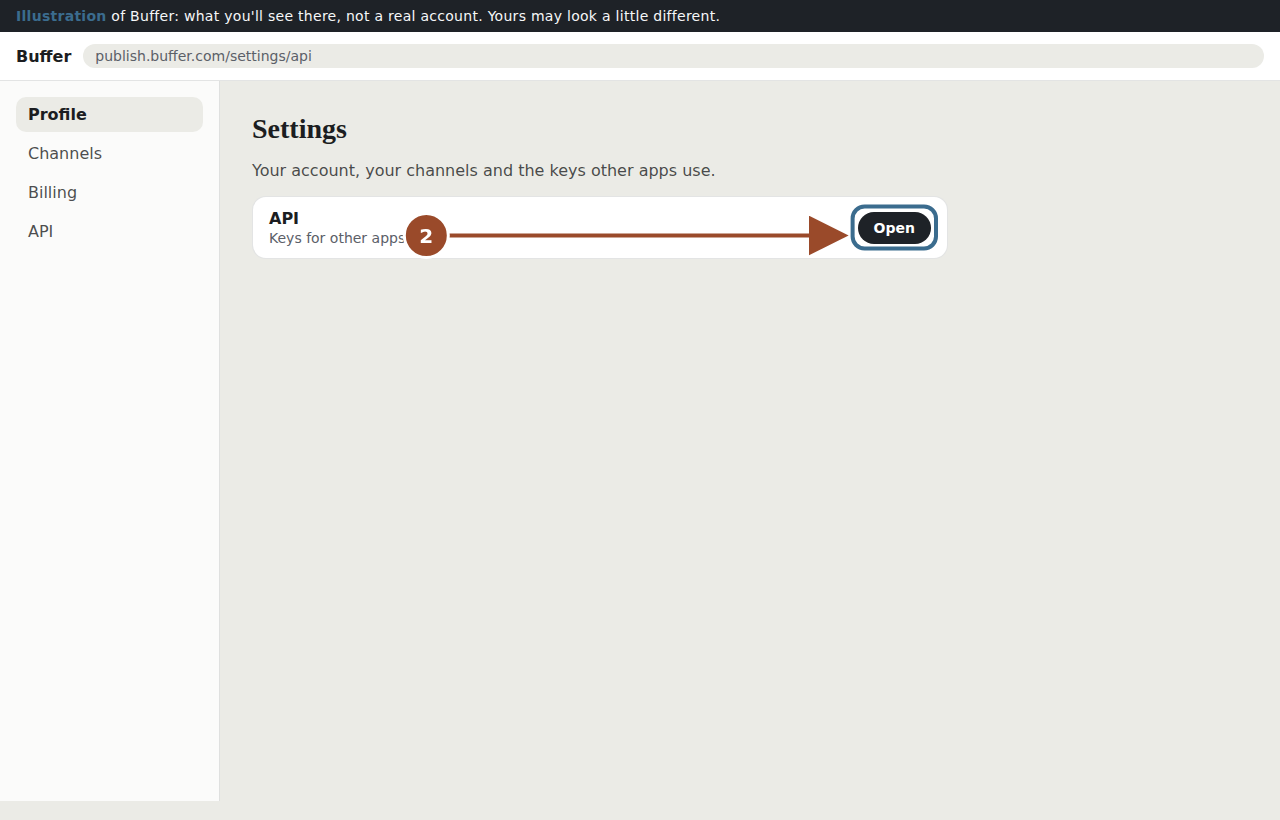 Illustration of Buffer: what you'll see there, not a real account. Yours may look a little different.
Buffer
publish.buffer.com/settings/api
Profile
Channels
Billing
API
Settings
Your account, your channels and the keys other apps use.
API
Keys for other apps
2
Open